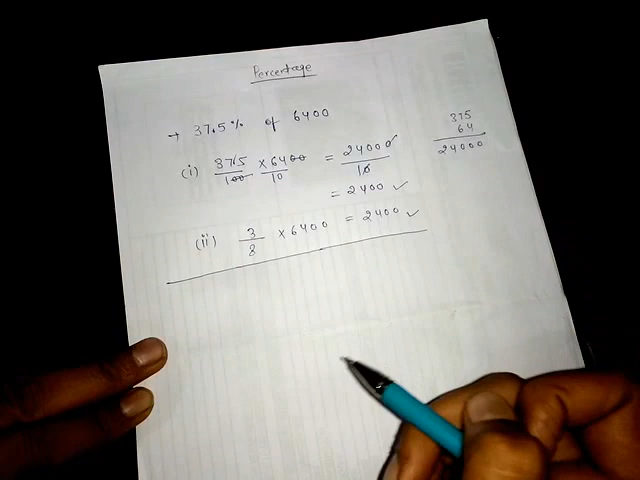 Percentage
→ 37.5% of 6400
(i) 375/100 × 6400/10 = 24000/10
= 2400 ✓
(ii) 3/8 × 6400 = 2400 ✓
375
64
24000